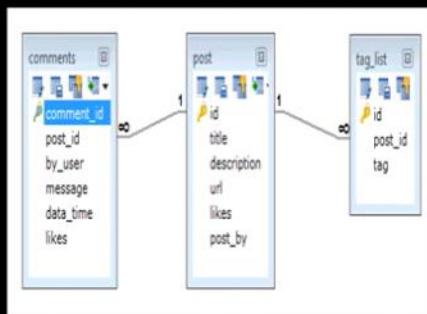 comments
comment_id
post_id
by_user
message
data_time
likes
∞
1
post
id
title
description
url
likes
post_by
1
∞
tag_list
id
post_id
tag